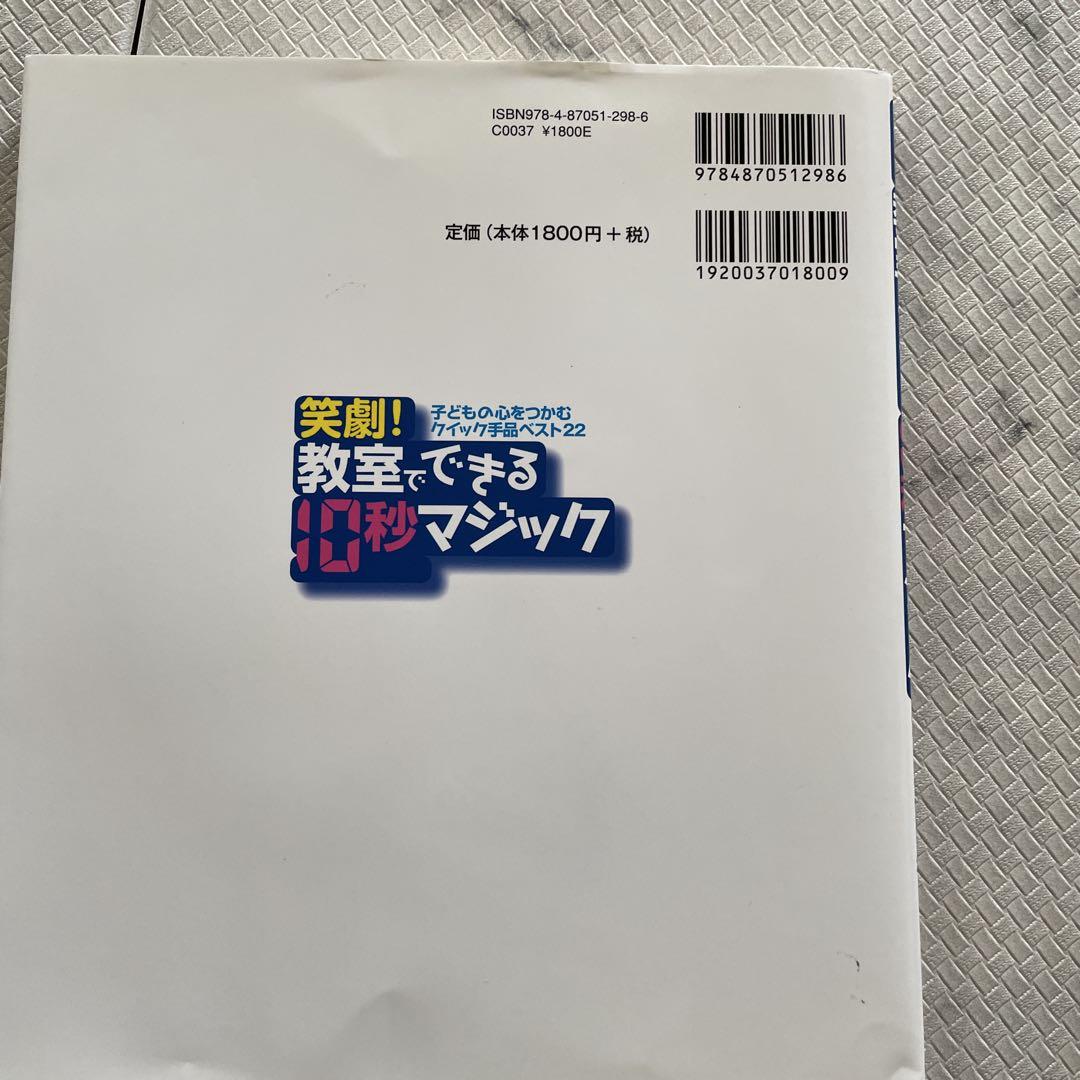 ISBN978-4-87051-298-6
C0037 ¥1800E
9784870512986
定価(本体1800円+税)
1920037018009
笑劇!
子どもの心をつかむ
クイック手品ベスト22
教室でできる
10秒マジック